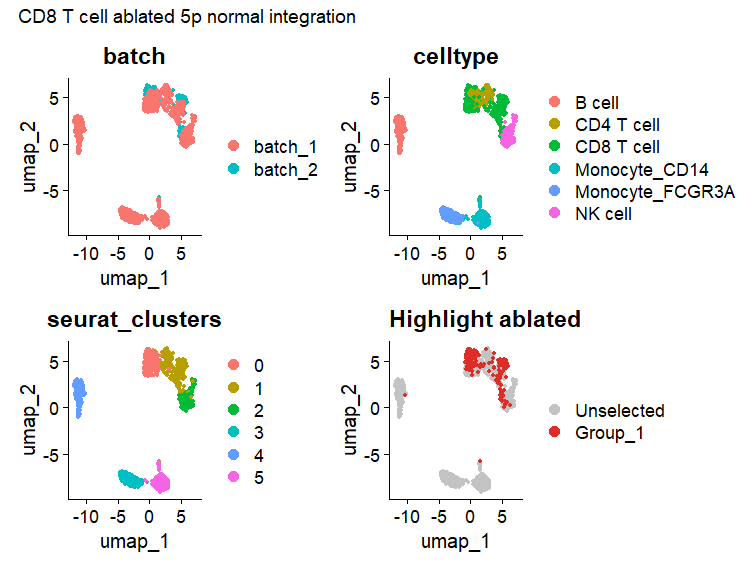 CD8 T cell ablated 5p normal integration
batch
umap_2
5
0
-5
-10
-5
0
5
umap_1
batch_1
batch_2
celltype
umap_2
5
0
-5
-10
-5
0
5
umap_1
B cell
CD4 T cell
CD8 T cell
Monocyte_CD14
Monocyte_FCGR3A
NK cell
seurat_clusters
umap_2
5
0
-5
-10
-5
0
5
umap_1
0
1
2
3
4
5
Highlight ablated
umap_2
5
0
-5
-10
-5
0
5
umap_1
Unselected
Group_1